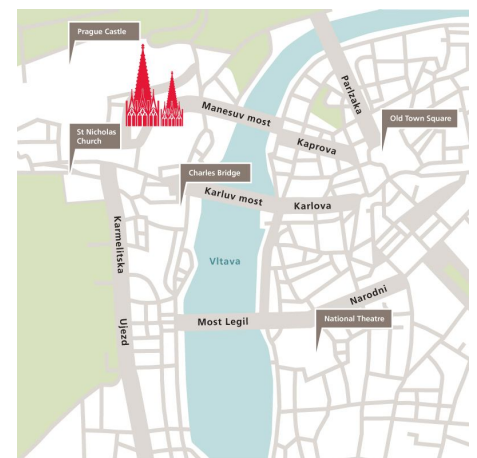 Prague Castle
Parlzaka
Manesuv most
Old Town Square
St Nicholas
Church
Kaprova
Charles Bridge
Karluv most
Karlova
Karmelitska
Vltava
Narodni
Most Legil
National Theatre
Ujezd